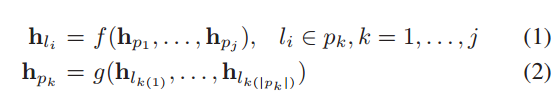 h_{l_i} = f(h_{p_1}, . . . , h_{p_j}), l_i ∈ p_k, k = 1, . . . , j (1)
h_{p_k} = g(h_{l_{k(1)}}, . . . , h_{l_{k(|p_k|)}}) (2)